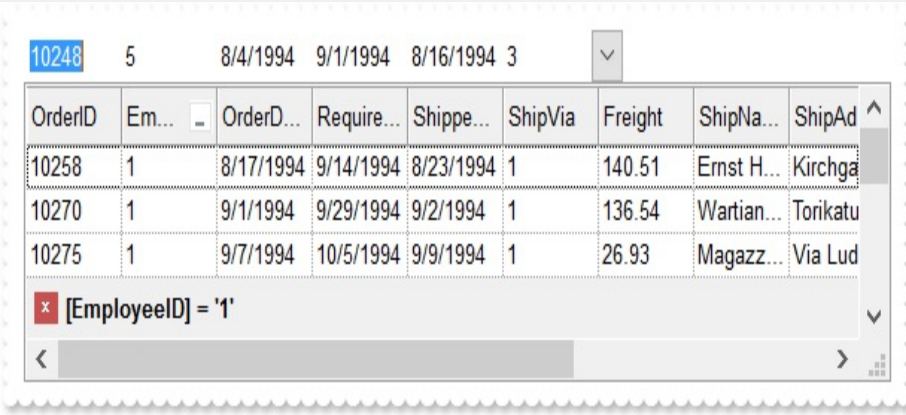 10248 5 8/4/1994 9/1/1994 8/16/1994 3
OrderID Em... OrderD... Require... Shippe... ShipVia Freight ShipNa... ShipAd
10258 1 8/17/1994 9/14/1994 8/23/1994 1 140.51 Ernst H... Kirchga
10270 1 9/1/1994 9/29/1994 9/2/1994 1 136.54 Wartian... Torikatu
10275 1 9/7/1994 10/5/1994 9/9/1994 1 26.93 Magazz... Via Lud
x [EmployeeID] = '1'